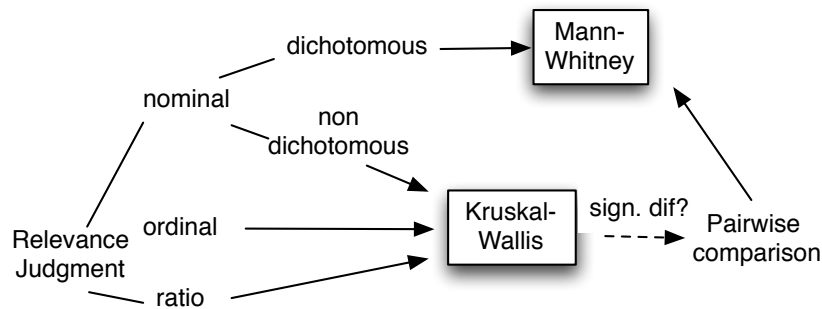 dichotomous
Mann-
Whitney
nominal
non
dichotomous
Kruskal-
Wallis
sign. dif?
Pairwise
comparison
ordinal
Relevance
Judgment
ratio